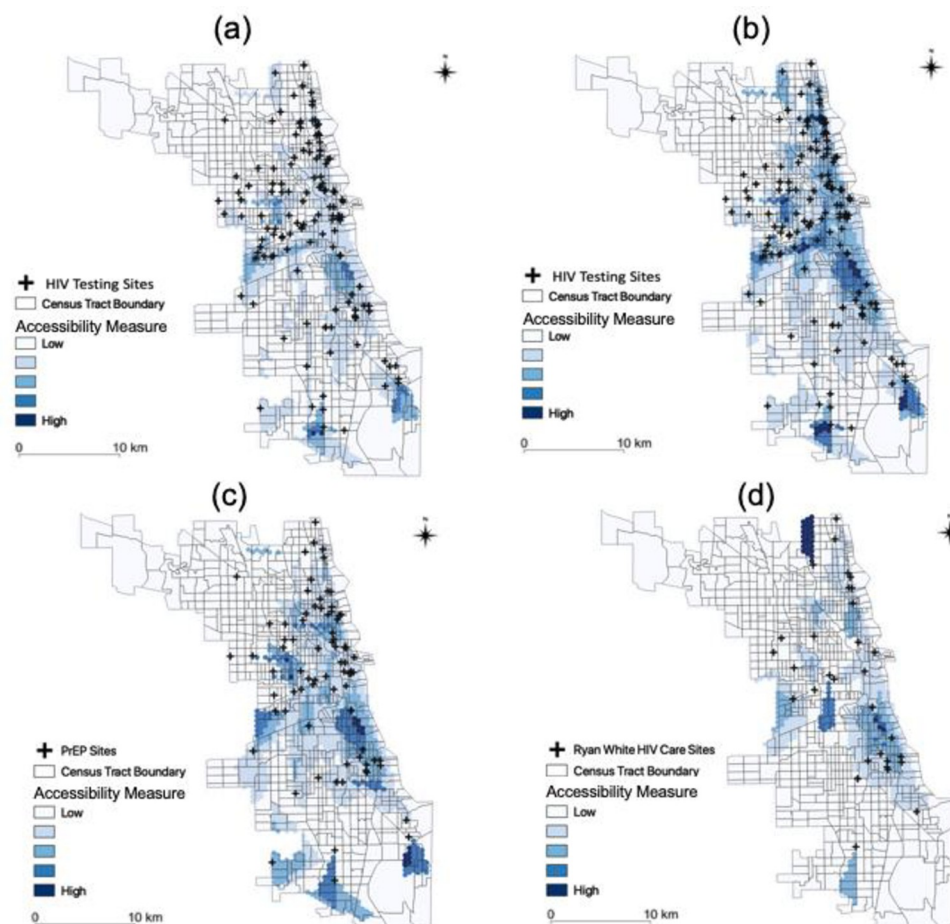 (a)
N
HIV Testing Sites
Census Tract Boundary
Accessibility Measure
Low
High
0 10 km
(b)
N
HIV Testing Sites
Census Tract Boundary
Accessibility Measure
Low
High
0 10 km
(c)
N
PrEP Sites
Census Tract Boundary
Accessibility Measure
Low
High
0 10 km
(d)
Ryan White HIV Care Sites
Census Tract Boundary
Accessibility Measure
Low
High
0 10 km